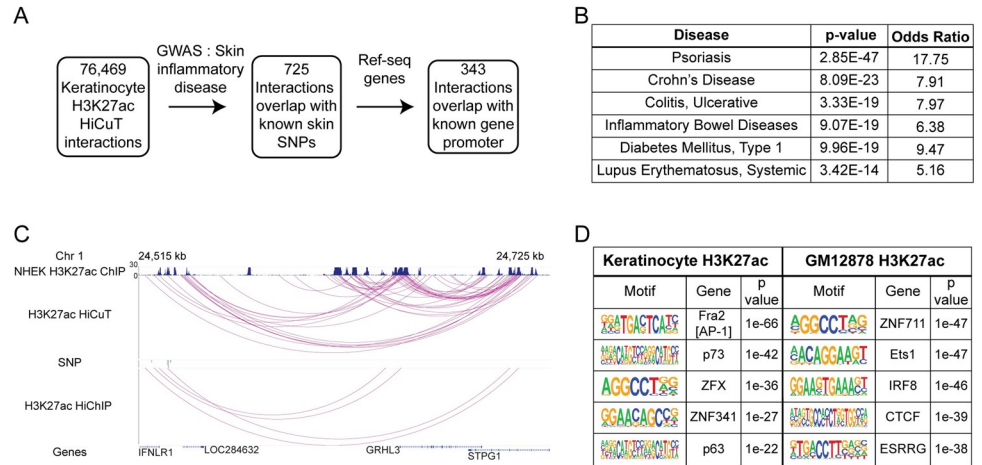 A
76,469
Keratinocyte
H3K27ac
HiCuT
interactions
GWAS : Skin
inflammatory
disease
725
Interactions
overlap with
known skin
SNPs
Ref-seq
genes
343
Interactions
overlap with
known gene
promoter
B
Disease p-value Odds Ratio
Psoriasis 2.85E-47 17.75
Crohn's Disease 8.09E-23 7.91
Colitis, Ulcerative 3.33E-19 7.97
Inflammatory Bowel Diseases 9.07E-19 6.38
Diabetes Mellitus, Type 1 9.96E-19 9.47
Lupus Erythematosus, Systemic 3.42E-14 5.16
C
Chr 1 24,515 kb 24,725 kb
NHEK H3K27ac ChIP 30
0
H3K27ac HiCuT
SNP
H3K27ac HiChIP
Genes IFNLR1 LOC284632 GRHL3 STPG1
D
Keratinocyte H3K27ac GM12878 H3K27ac
Motif Gene p value Motif Gene p value
Fra2 [AP-1] 1e-66 AGGCCT ZNF711 1e-47
p73 1e-42 ACAGGAAGT Ets1 1e-47
AGGCCT ZFX 1e-36 GGAAGTGAAAGT IRF8 1e-46
GGAACAGCC ZNF341 1e-27 CTCF 1e-39
p63 1e-22 TGACCTT ESRRG 1e-38